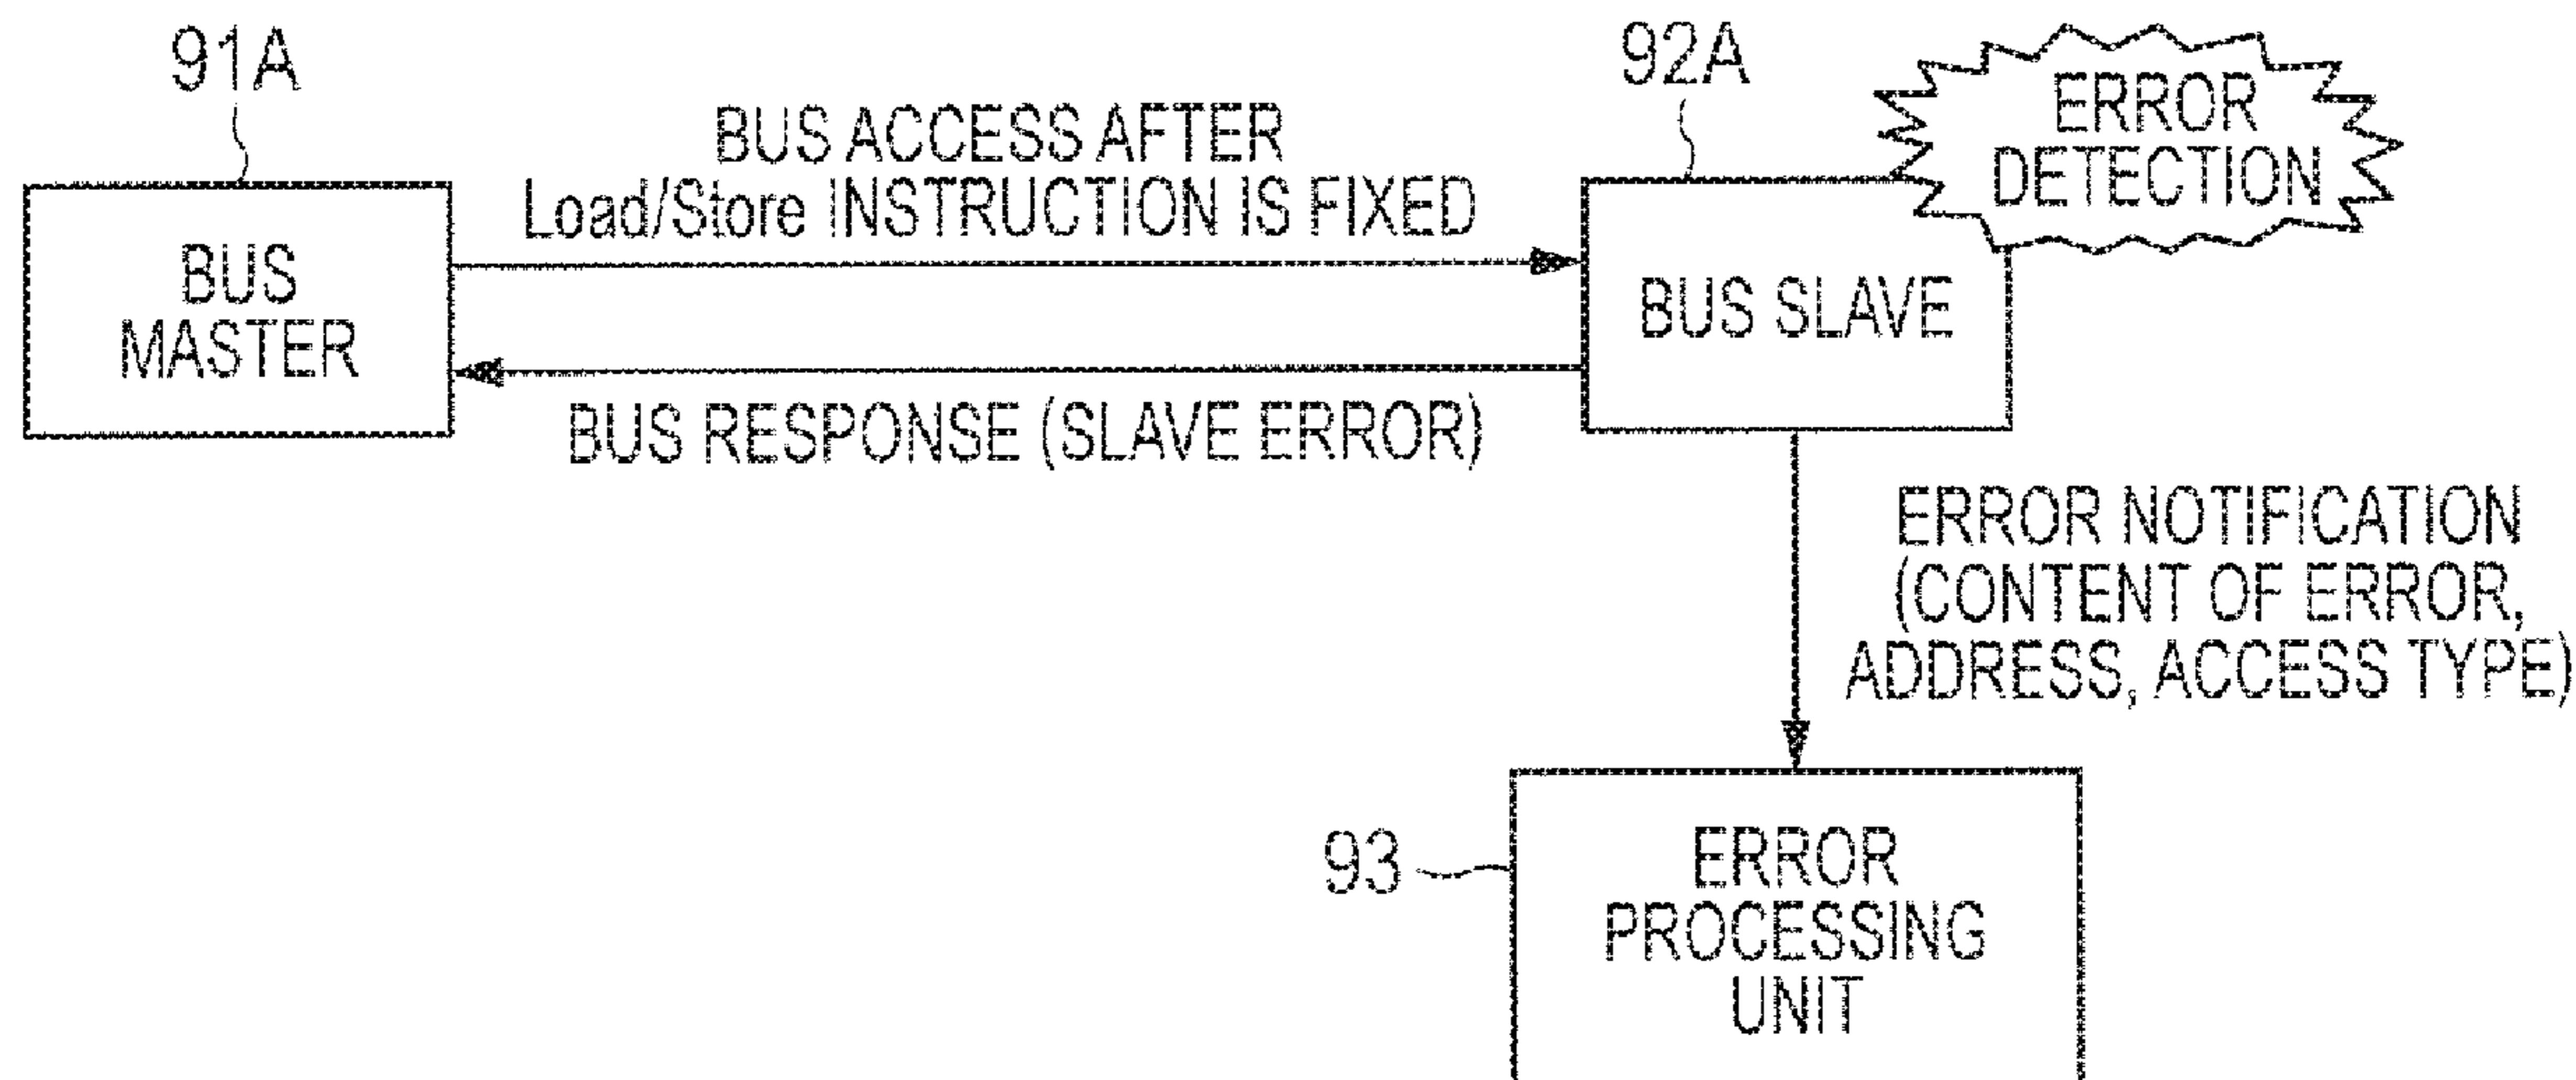 91A
BUS
MASTER
BUS ACCESS AFTER
Load/Store INSTRUCTION IS FIXED
BUS RESPONSE (SLAVE ERROR)
92A
BUS SLAVE
ERROR
DETECTION
ERROR NOTIFICATION
(CONTENT OF ERROR,
ADDRESS, ACCESS TYPE)
93
ERROR
PROCESSING
UNIT